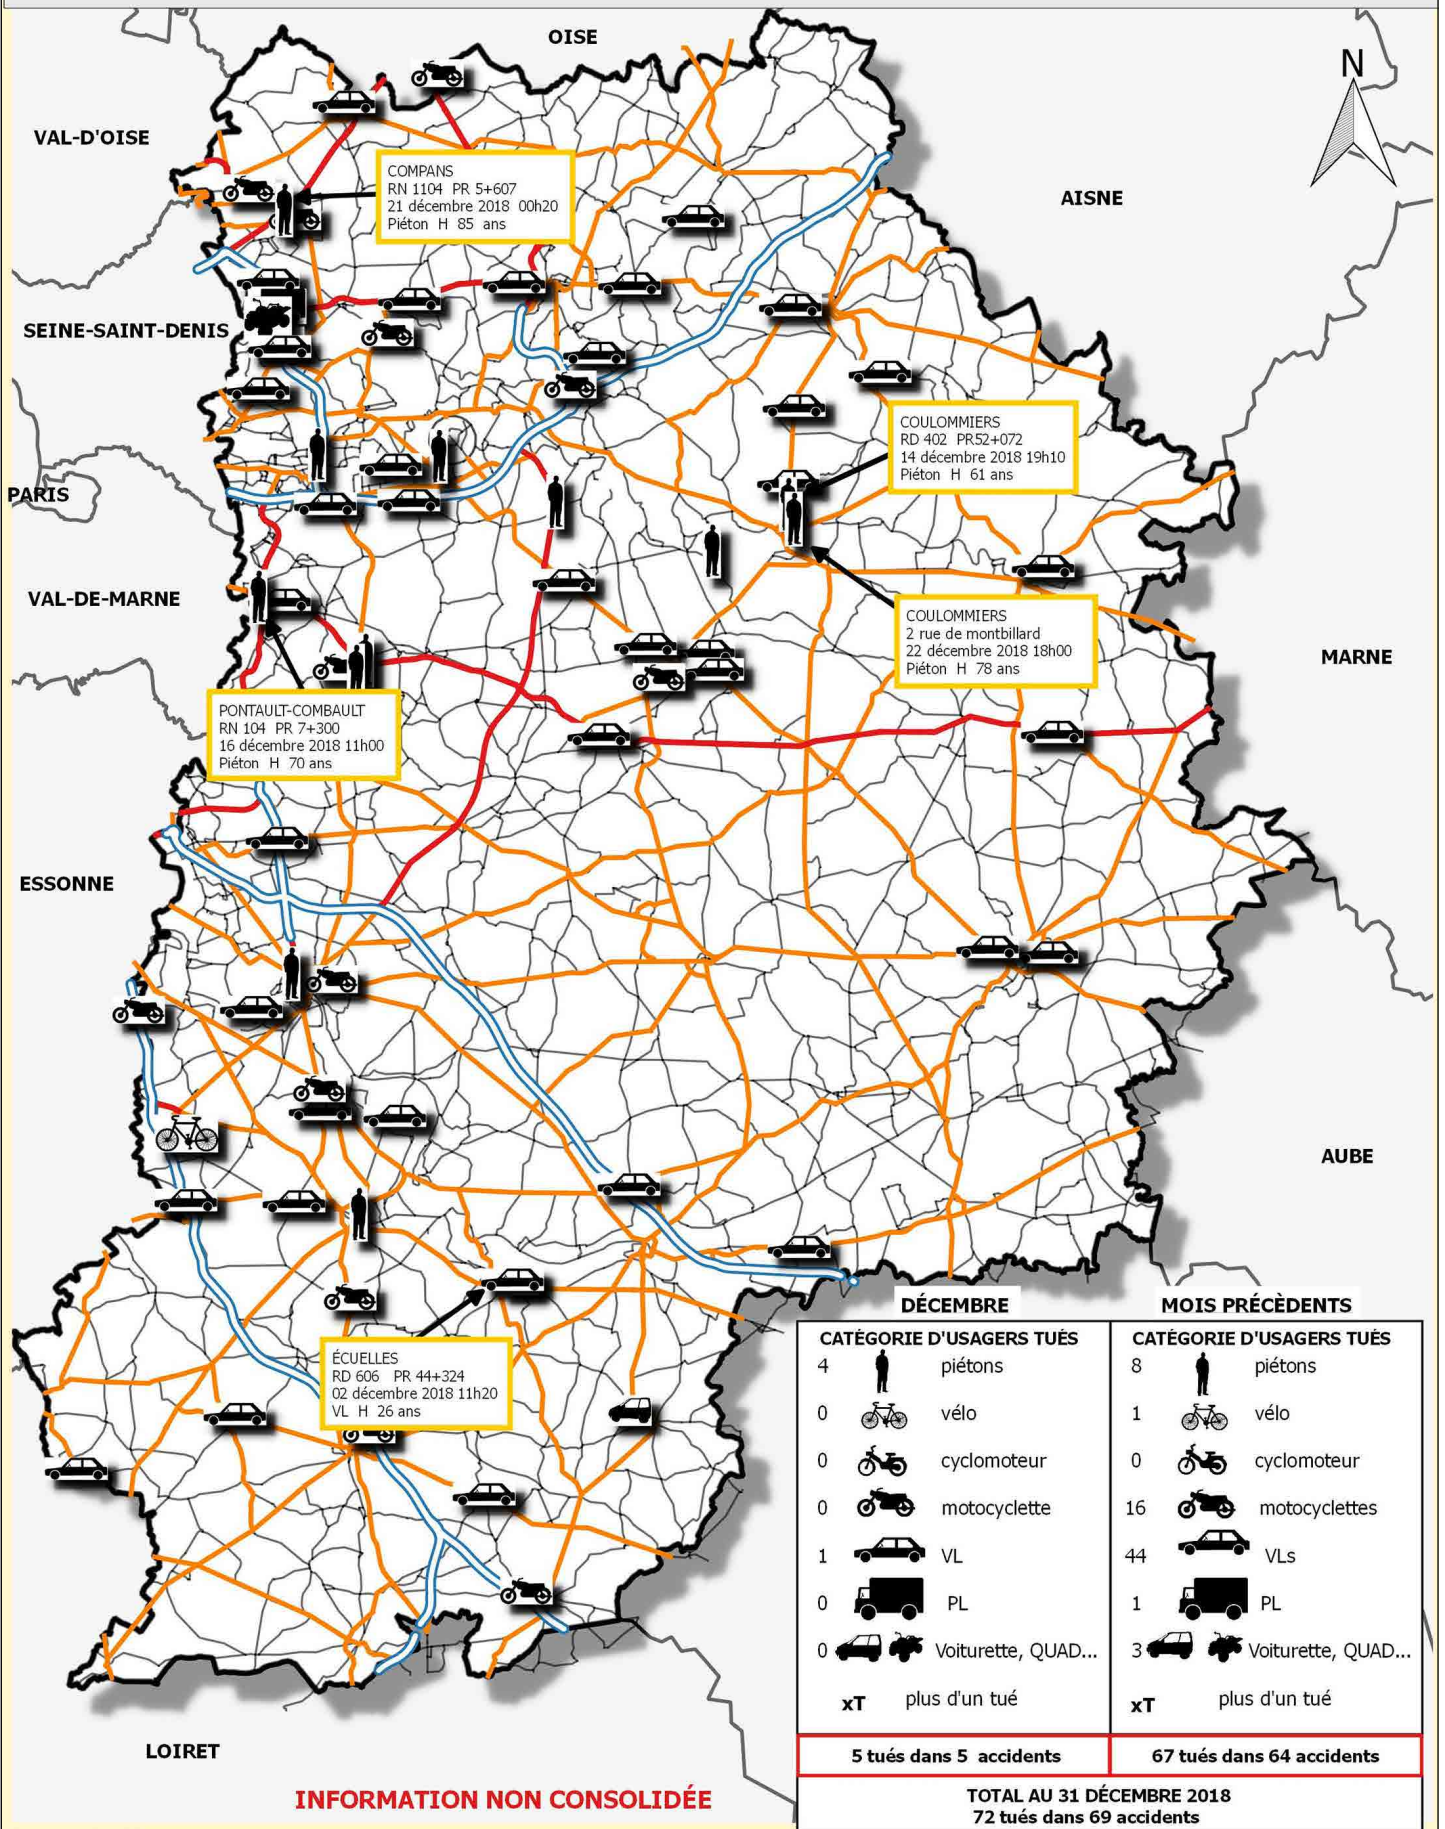 OISE
N
VAL-D'OISE
AISNE
COMPANS
RN 1104 PR 5+607
21 décembre 2018 00h20
Piéton H 85 ans
SEINE-SAINT-DENIS
COULOMMIERS
RD 402 PR52+072
14 décembre 2018 19h10
Piéton H 61 ans
PARIS
VAL-DE-MARNE
COULOMMIERS
2 rue de montbillard
22 décembre 2018 18h00
Piéton H 78 ans
MARNE
PONTAULT-COMBAULT
RN 104 PR 7+300
16 décembre 2018 11h00
Piéton H 70 ans
ESSONNE
AUBE
ÉCUELLES
RD 606 PR 44+324
02 décembre 2018 11h20
VL H 26 ans
LOIRET
INFORMATION NON CONSOLIDÉE
DÉCEMBRE
CATÉGORIE D'USAGERS TUÉS
4 piétons
0 vélo
0 cyclomoteur
0 motocyclette
1 VL
0 PL
0 Voiturette, QUAD...
xT plus d'un tué
5 tués dans 5 accidents
MOIS PRÉCÈDENTS
CATÉGORIE D'USAGERS TUÉS
8 piétons
1 vélo
0 cyclomoteur
16 motocyclettes
44 VLs
1 PL
3 Voiturette, QUAD...
xT plus d'un tué
67 tués dans 64 accidents
TOTAL AU 31 DÉCEMBRE 2018
72 tués dans 69 accidents